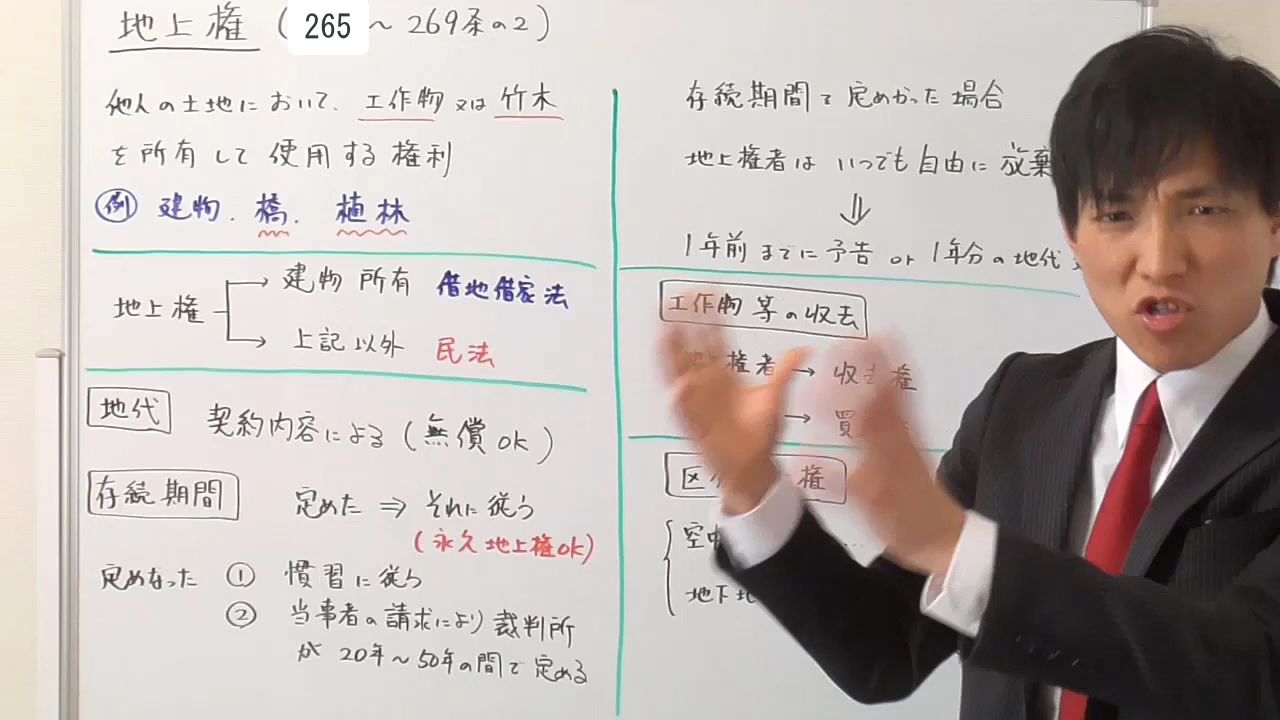 地上権 (265 ～ 269条の2)
他人の土地において、工作物 又は 竹木
を所有して 使用する 権利
例 建物. 橋. 植林
地上権
建物 所有 借地借家法
上記以外 民法
地代 契約内容による (無償ok)
存続期間 定めた ⇒ それに従う
(永久地上権ok)
定めなった ① 慣習に従う
② 当事者の請求により裁判所
が 20年～50年の間で定める
存続期間で定めかった場合
地上権者は いつでも自由に 放棄
⇓
1年前までに予告 or 1年分の地代
工作物等の収去
権者 → 収去権
→ 買
区 権
空中
地下地